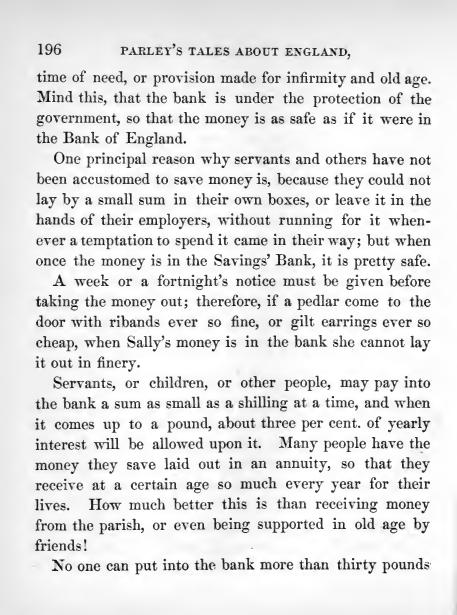 196 PARLEY'S TALES ABOUT ENGLAND,
time of need, or provision made for infirmity and old age.
Mind this, that the bank is under the protection of the
government, so that the money is as safe as if it were in
the Bank of England.
One principal reason why servants and others have not
been accustomed to save money is, because they could not
lay by a small sum in their own boxes, or leave it in the
hands of their employers, without running for it when-
ever a temptation to spend it came in their way; but when
once the money is in the Savings' Bank, it is pretty safe.
A week or a fortnight's notice must be given before
taking the money out; therefore, if a pedlar come to the
door with ribands ever so fine, or gilt earrings ever so
cheap, when Sally's money is in the bank she cannot lay
it out in finery.
Servants, or children, or other people, may pay into
the bank a sum as small as a shilling at a time, and when
it comes up to a pound, about three per cent. of yearly
interest will be allowed upon it. Many people have the
money they save laid out in an annuity, so that they
receive at a certain age so much every year for their
lives. How much better this is than receiving money
from the parish, or even being supported in old age by
friends!
No one can put into the bank more than thirty pounds